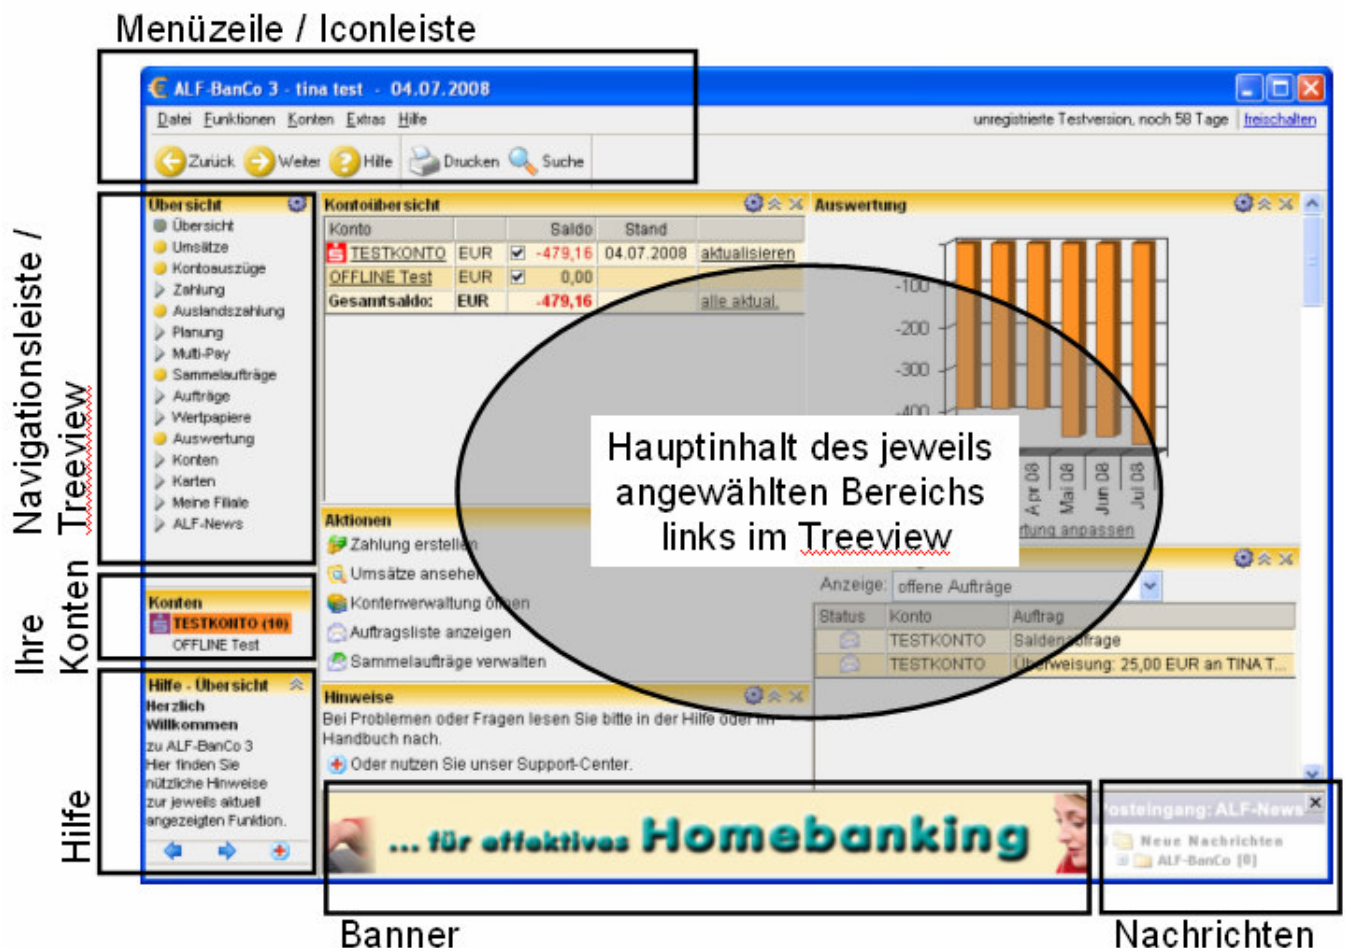 Menüzeile / Iconleiste
ALF-BanCo 3 - tina test - 04.07.2008
Datei Funktionen Konten Extras Hilfe
unregistrierte Testversion, noch 58 Tage freischalten
Zurück Weiter Hilfe Drucken Suche
Navigationsleiste /
Treeview
Übersicht
Übersicht
Umsätze
Kontoauszüge
Zahlung
Auslandszahlung
Planung
Multi-Pay
Sammelaufträge
Aufträge
Wertpapiere
Auswertung
Konten
Karten
Meine Filiale
ALF-News
Kontoübersicht
Konto Saldo Stand
TESTKONTO EUR -479,16 04.07.2008 aktualisieren
OFFLINE Test EUR 0,00
Gesamtsaldo: EUR -479,16 alle aktual.
Auswertung
-100
-200
-300
-400
Apr 08 Mai 08 Jun 08 Jul 08
anpassen
Hauptinhalt des jeweils
angewählten Bereichs
links im Treeview
Aktionen
Zahlung erstellen
Umsätze ansehen
Kontenverwaltung öffnen
Auftragsliste anzeigen
Sammelaufträge verwalten
Anzeige: offene Aufträge
Status Konto Auftrag
TESTKONTO Saldenabfrage
TESTKONTO Überweisung: 25,00 EUR an TINA T...
Ihre
Konten
Konten
TESTKONTO (10)
OFFLINE Test
Hilfe
Hilfe - Übersicht
Herzlich
Willkommen
zu ALF-BanCo 3
Hier finden Sie
nützliche Hinweise
zur jeweils aktuell
angezeigten Funktion.
Hinweise
Bei Problemen oder Fragen lesen Sie bitte in der Hilfe oder im
Handbuch nach.
Oder nutzen Sie unser Support-Center.
... für effektives Homebanking
Posteingang: ALF-News
Neue Nachrichten
ALF-BanCo [0]
Banner
Nachrichten